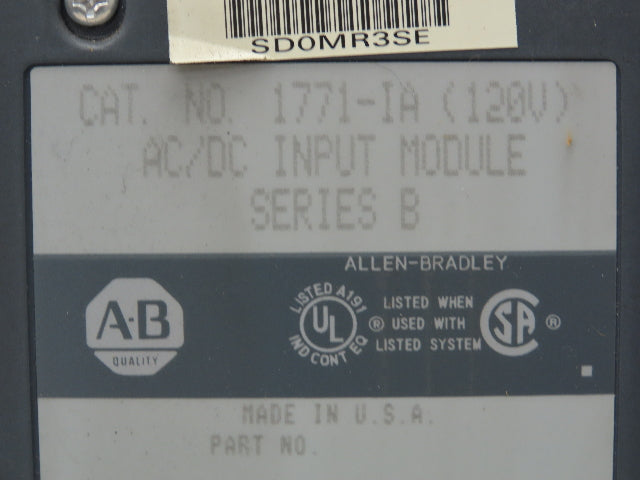 SD0MR3SE
CAT. NO. 1771-IA (120V)
AC/DC INPUT MODULE
SERIES B
ALLEN-BRADLEY
A-B
QUALITY
LISTED A191
UL
IND CONT EQ
®
LISTED WHEN
USED WITH
LISTED SYSTEM
SA
®
MADE IN U.S.A.
PART NO.